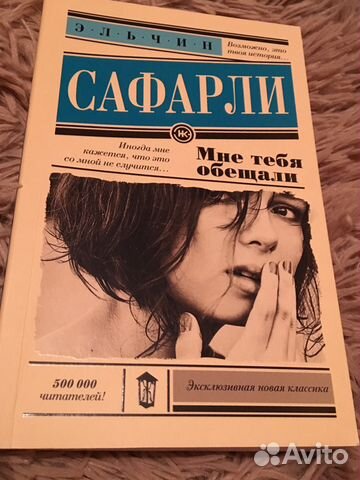 Э·Л·Ь·Ч·И·Н
Возможно, это
твоя история...
САФАРЛИ
Иногда мне
кажется, что это
со мной не случится...
НК
Мне тебя
обещали
500 000
читателей!
Эксклюзивная новая классика
Avito